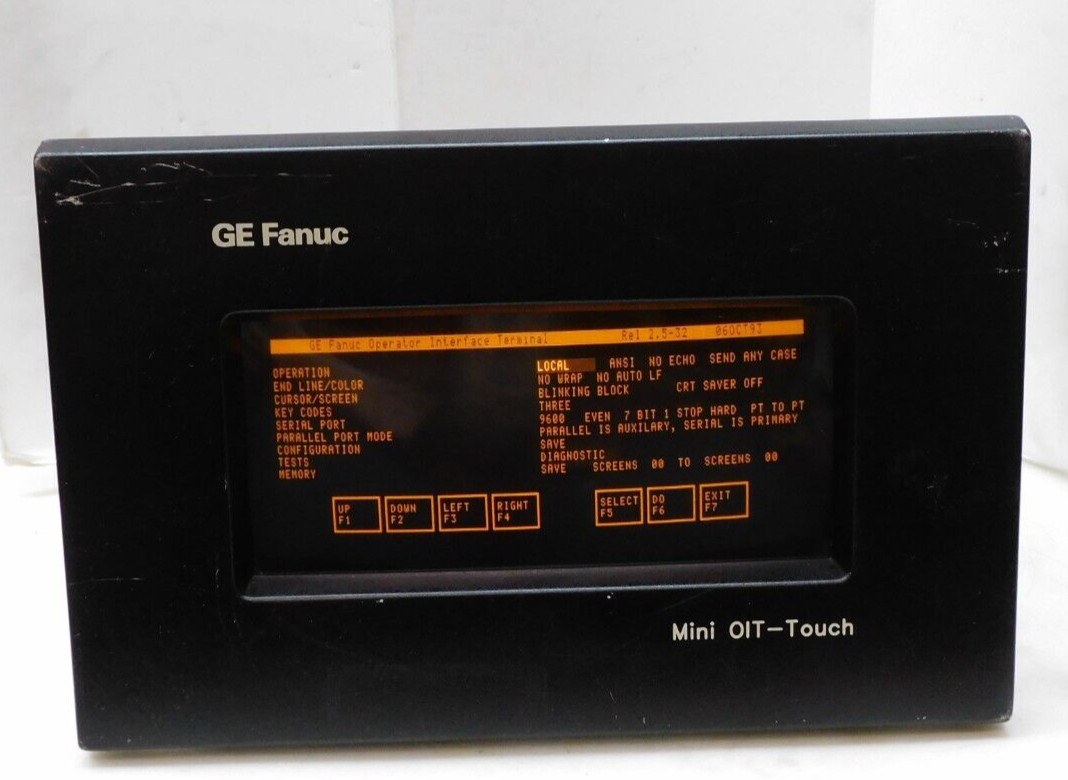 GE Fanuc
GE Fanuc Operator Interface Terminal Rel 2.5-32 06OCT93
OPERATION LOCAL ANSI NO ECHO SEND ANY CASE
END LINE/COLOR NO WRAP NO AUTO LF
CURSOR/SCREEN BLINKING BLOCK CRT SAVER OFF
KEY CODES THREE
SERIAL PORT 9600 EVEN 7 BIT 1 STOP HARD PT TO PT
PARALLEL PORT MODE PARALLEL IS AUXILARY, SERIAL IS PRIMARY
CONFIGURATION SAVE
TESTS DIAGNOSTIC
MEMORY SAVE SCREENS 00 TO SCREENS 00
UP DOWN LEFT RIGHT SELECT DO EXIT
F1 F2 F3 F4 F5 F6 F7
Mini OIT-Touch